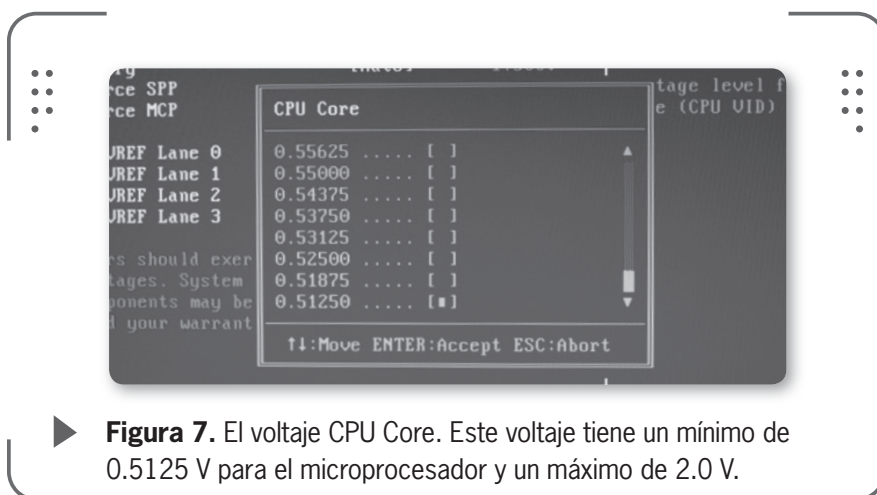 rce SPP
rce MCP
tage level f
e (CPU VID)
CPU Core
VREF Lane 0
VREF Lane 1
VREF Lane 2
VREF Lane 3
0.55625 ..... [ ]
0.55000 ..... [ ]
0.54375 ..... [ ]
0.53750 ..... [ ]
0.53125 ..... [ ]
0.52500 ..... [ ]
0.51875 ..... [ ]
0.51250 ..... [∎]
rs should exer
tages. System
ponents may be
d your warrant
↑↓:Move ENTER:Accept ESC:Abort
Figura 7. El voltaje CPU Core. Este voltaje tiene un mínimo de
0.5125 V para el microprocesador y un máximo de 2.0 V.